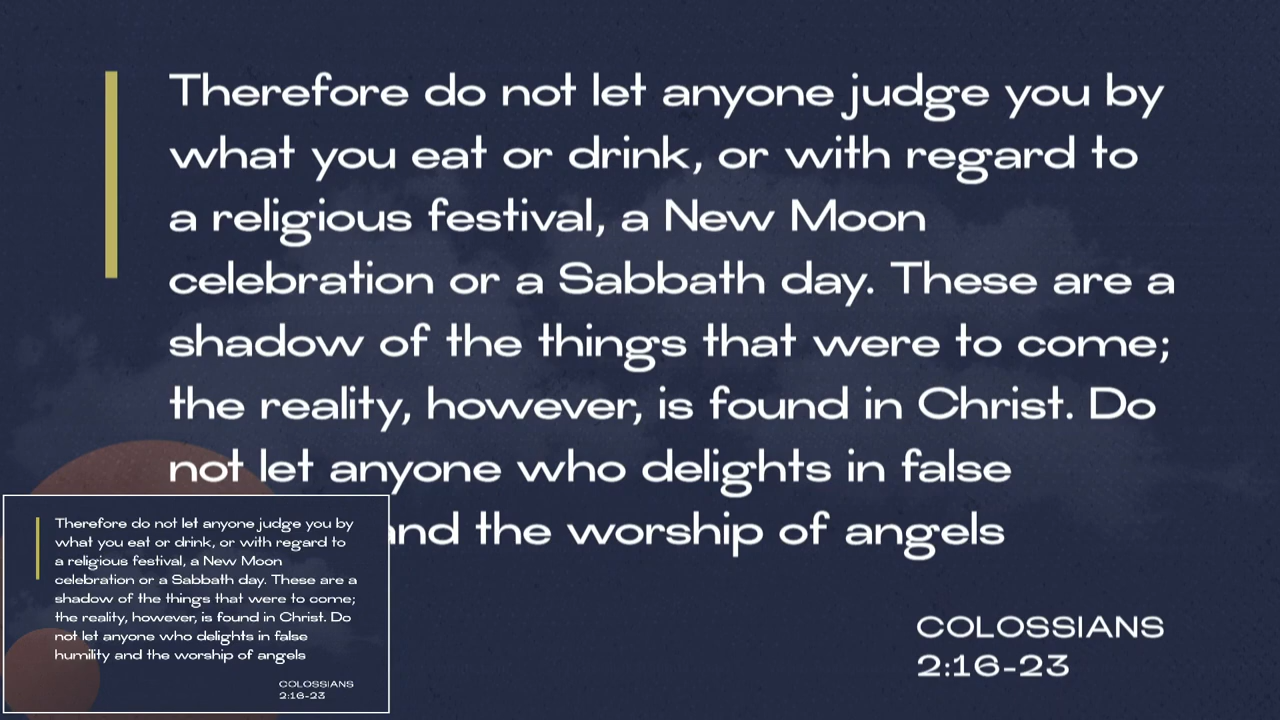 Therefore do not let anyone judge you by
what you eat or drink, or with regard to
a religious festival, a New Moon
celebration or a Sabbath day. These are a
shadow of the things that were to come;
the reality, however, is found in Christ. Do
not let anyone who delights in false
and the worship of angels
COLOSSIANS
2:16-23
Therefore do not let anyone judge you by
what you eat or drink, or with regard to
a religious festival, a New Moon
celebration or a Sabbath day. These are a
shadow of the things that were to come;
the reality, however, is found in Christ. Do
not let anyone who delights in false
humility and the worship of angels
COLOSSIANS
2:16-23